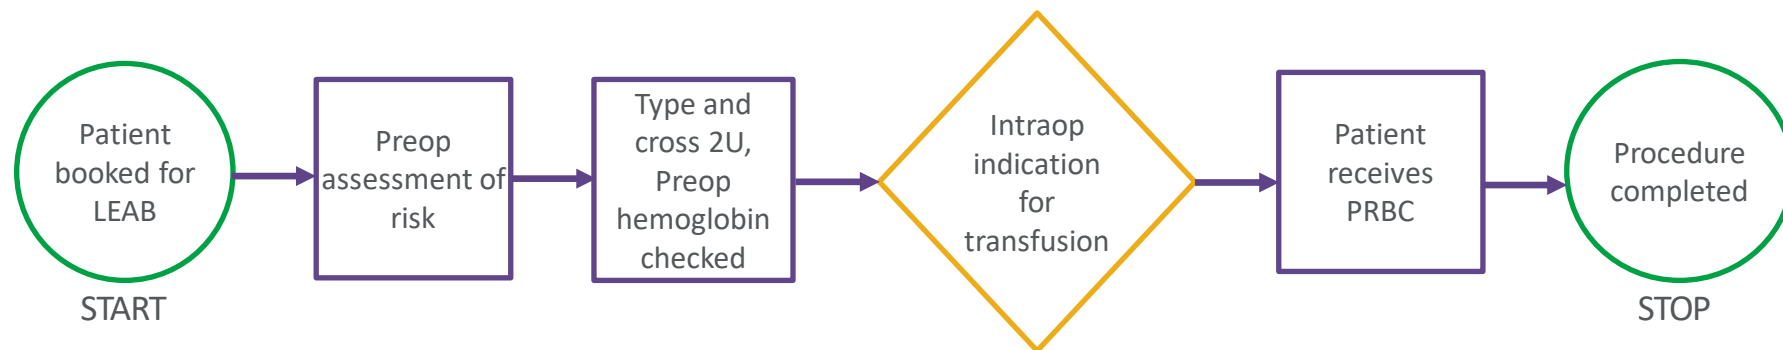 Patient
booked for
LEAB
START
Preop
assessment of
risk
Type and
cross 2U,
Preop
hemoglobin
checked
Intraop
indication
for
transfusion
Patient
receives
PRBC
Procedure
completed
STOP